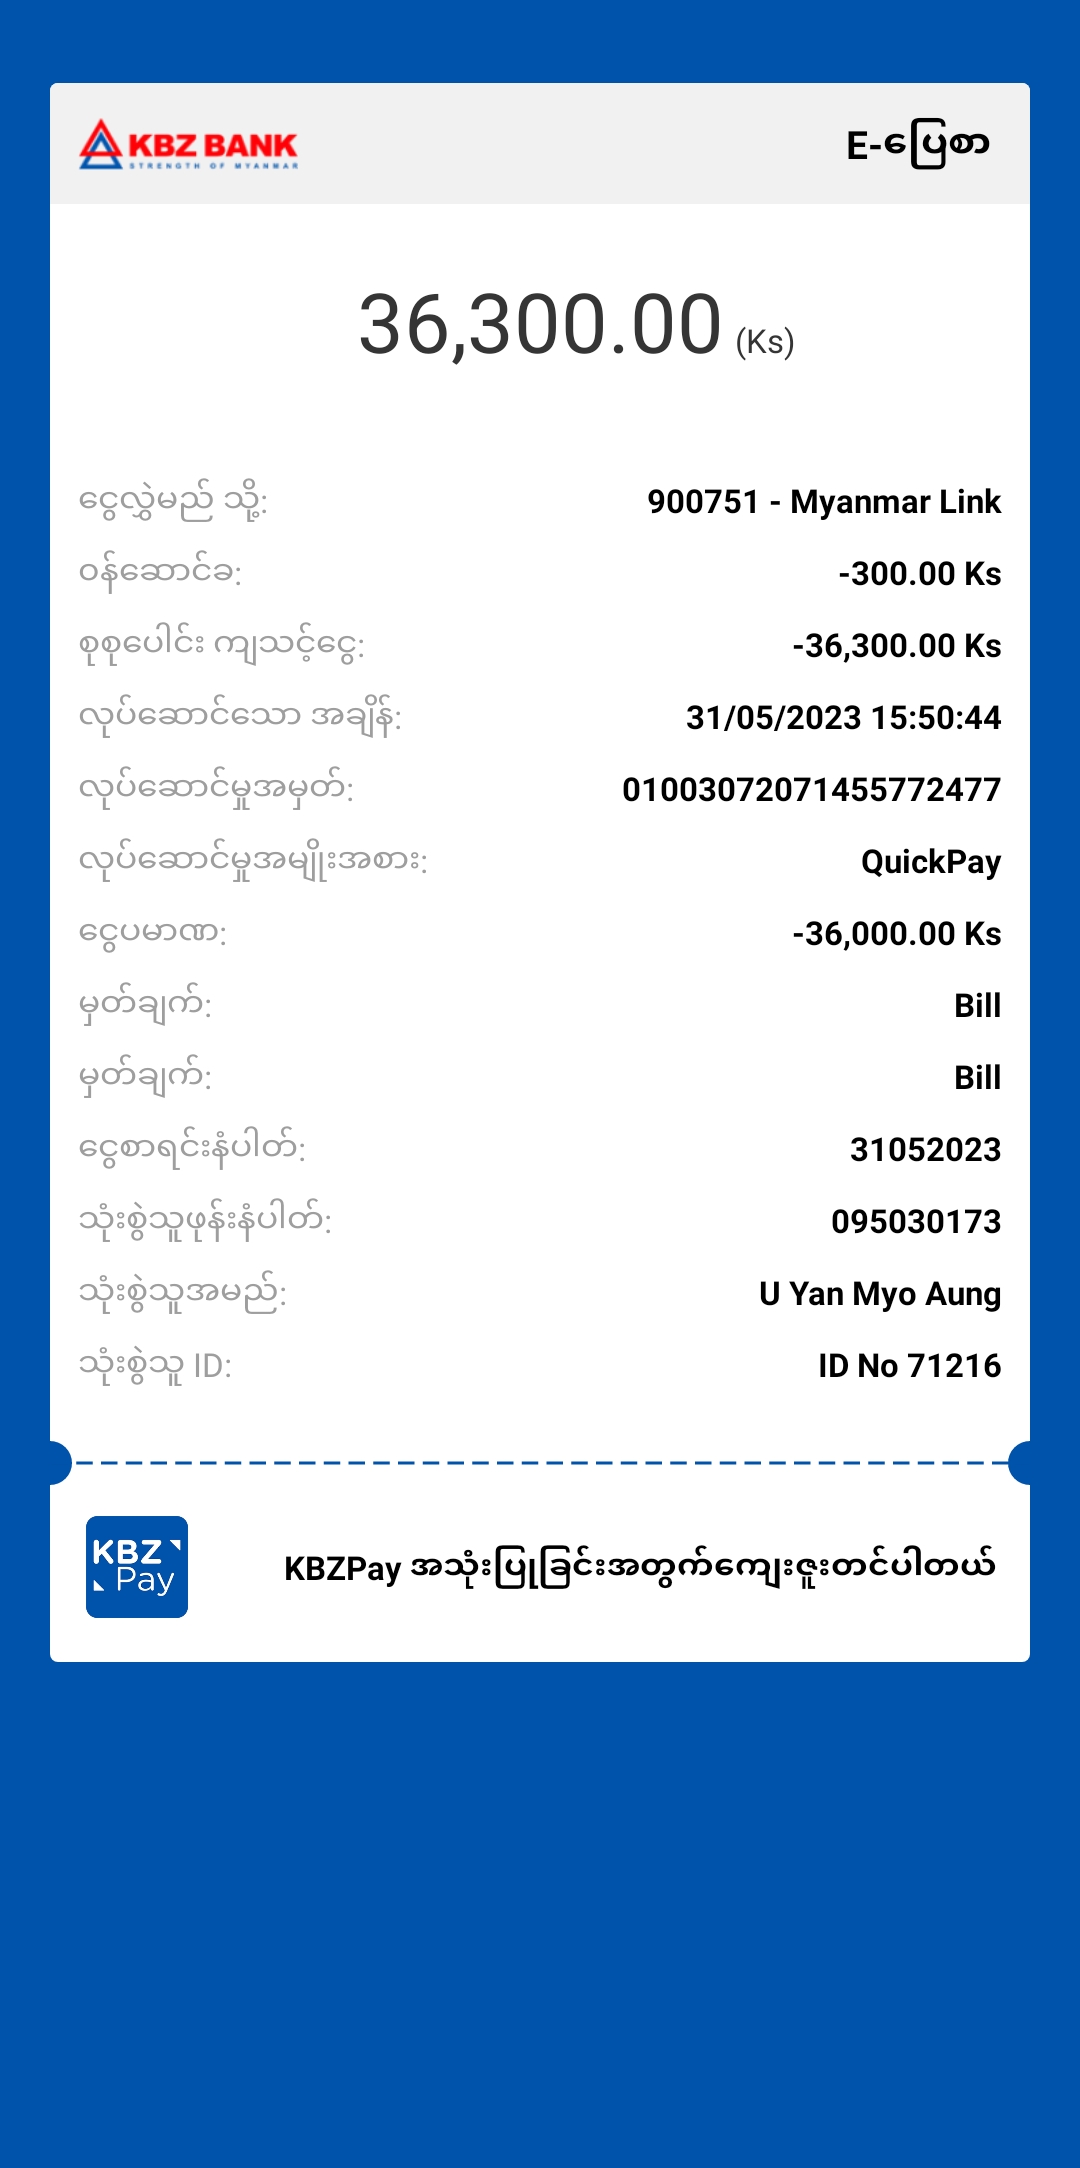 KBZ BANK
STRENGTH OF MYANMAR
E-ပြေစာ
36,300.00 (Ks)
ငွေလွှဲမည် သို့: 900751 - Myanmar Link
ဝန်ဆောင်ခ: -300.00 Ks
စုစုပေါင်း ကျသင့်ငွေ: -36,300.00 Ks
လုပ်ဆောင်သော အချိန်: 31/05/2023 15:50:44
လုပ်ဆောင်မှုအမှတ်: 01003072071455772477
လုပ်ဆောင်မှုအမျိုးအစား: QuickPay
ငွေပမာဏ: -36,000.00 Ks
မှတ်ချက်: Bill
မှတ်ချက်: Bill
ငွေစာရင်းနံပါတ်: 31052023
သုံးစွဲသူဖုန်းနံပါတ်: 095030173
သုံးစွဲသူအမည်: U Yan Myo Aung
သုံးစွဲသူ ID: ID No 71216
KBZ
Pay
KBZPay အသုံးပြုခြင်းအတွက်ကျေးဇူးတင်ပါတယ်